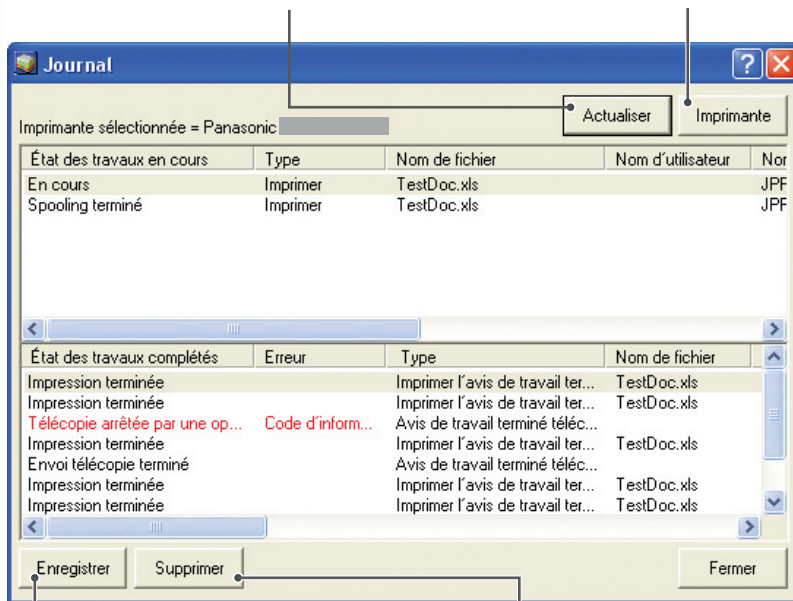 Journal
Actualiser
Imprimante
Imprimante sélectionnée = Panasonic
État des travaux en cours Type Nom de fichier Nom d´utilisateur
En cours Imprimer TestDoc.xls JPF
Spooling terminé Imprimer TestDoc.xls JPF
État des travaux complétés Erreur Type Nom de fichier
Impression terminée Imprimer l´avis de travail ter... TestDoc.xls
Impression terminée Imprimer l´avis de travail ter... TestDoc.xls
Télécopie arrêtée par une op... Code d´inform... Avis de travail terminé téléc...
Impression terminée Imprimer l´avis de travail ter... TestDoc.xls
Envoi télécopie terminé Avis de travail terminé téléc...
Impression terminée Imprimer l´avis de travail ter... TestDoc.xls
Impression terminée Imprimer l´avis de travail ter... TestDoc.xls
Enregistrer Supprimer Fermer